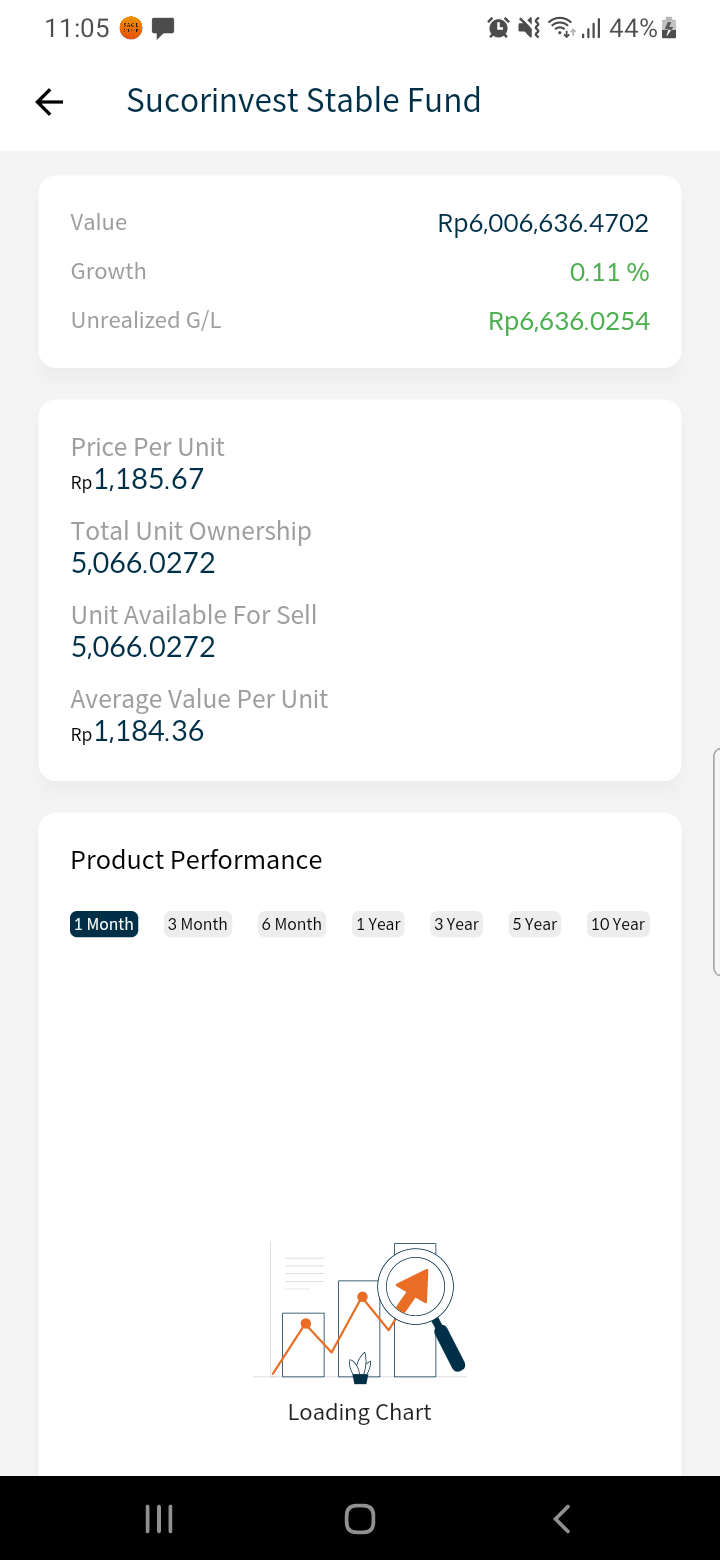 11:05 44%
Sucorinvest Stable Fund
Value Rp6,006,636.4702
Growth 0.11 %
Unrealized G/L Rp6,636.0254
Price Per Unit
Rp1,185.67
Total Unit Ownership
5,066.0272
Unit Available For Sell
5,066.0272
Average Value Per Unit
Rp1,184.36
Product Performance
1 Month 3 Month 6 Month 1 Year 3 Year 5 Year 10 Year
Loading Chart